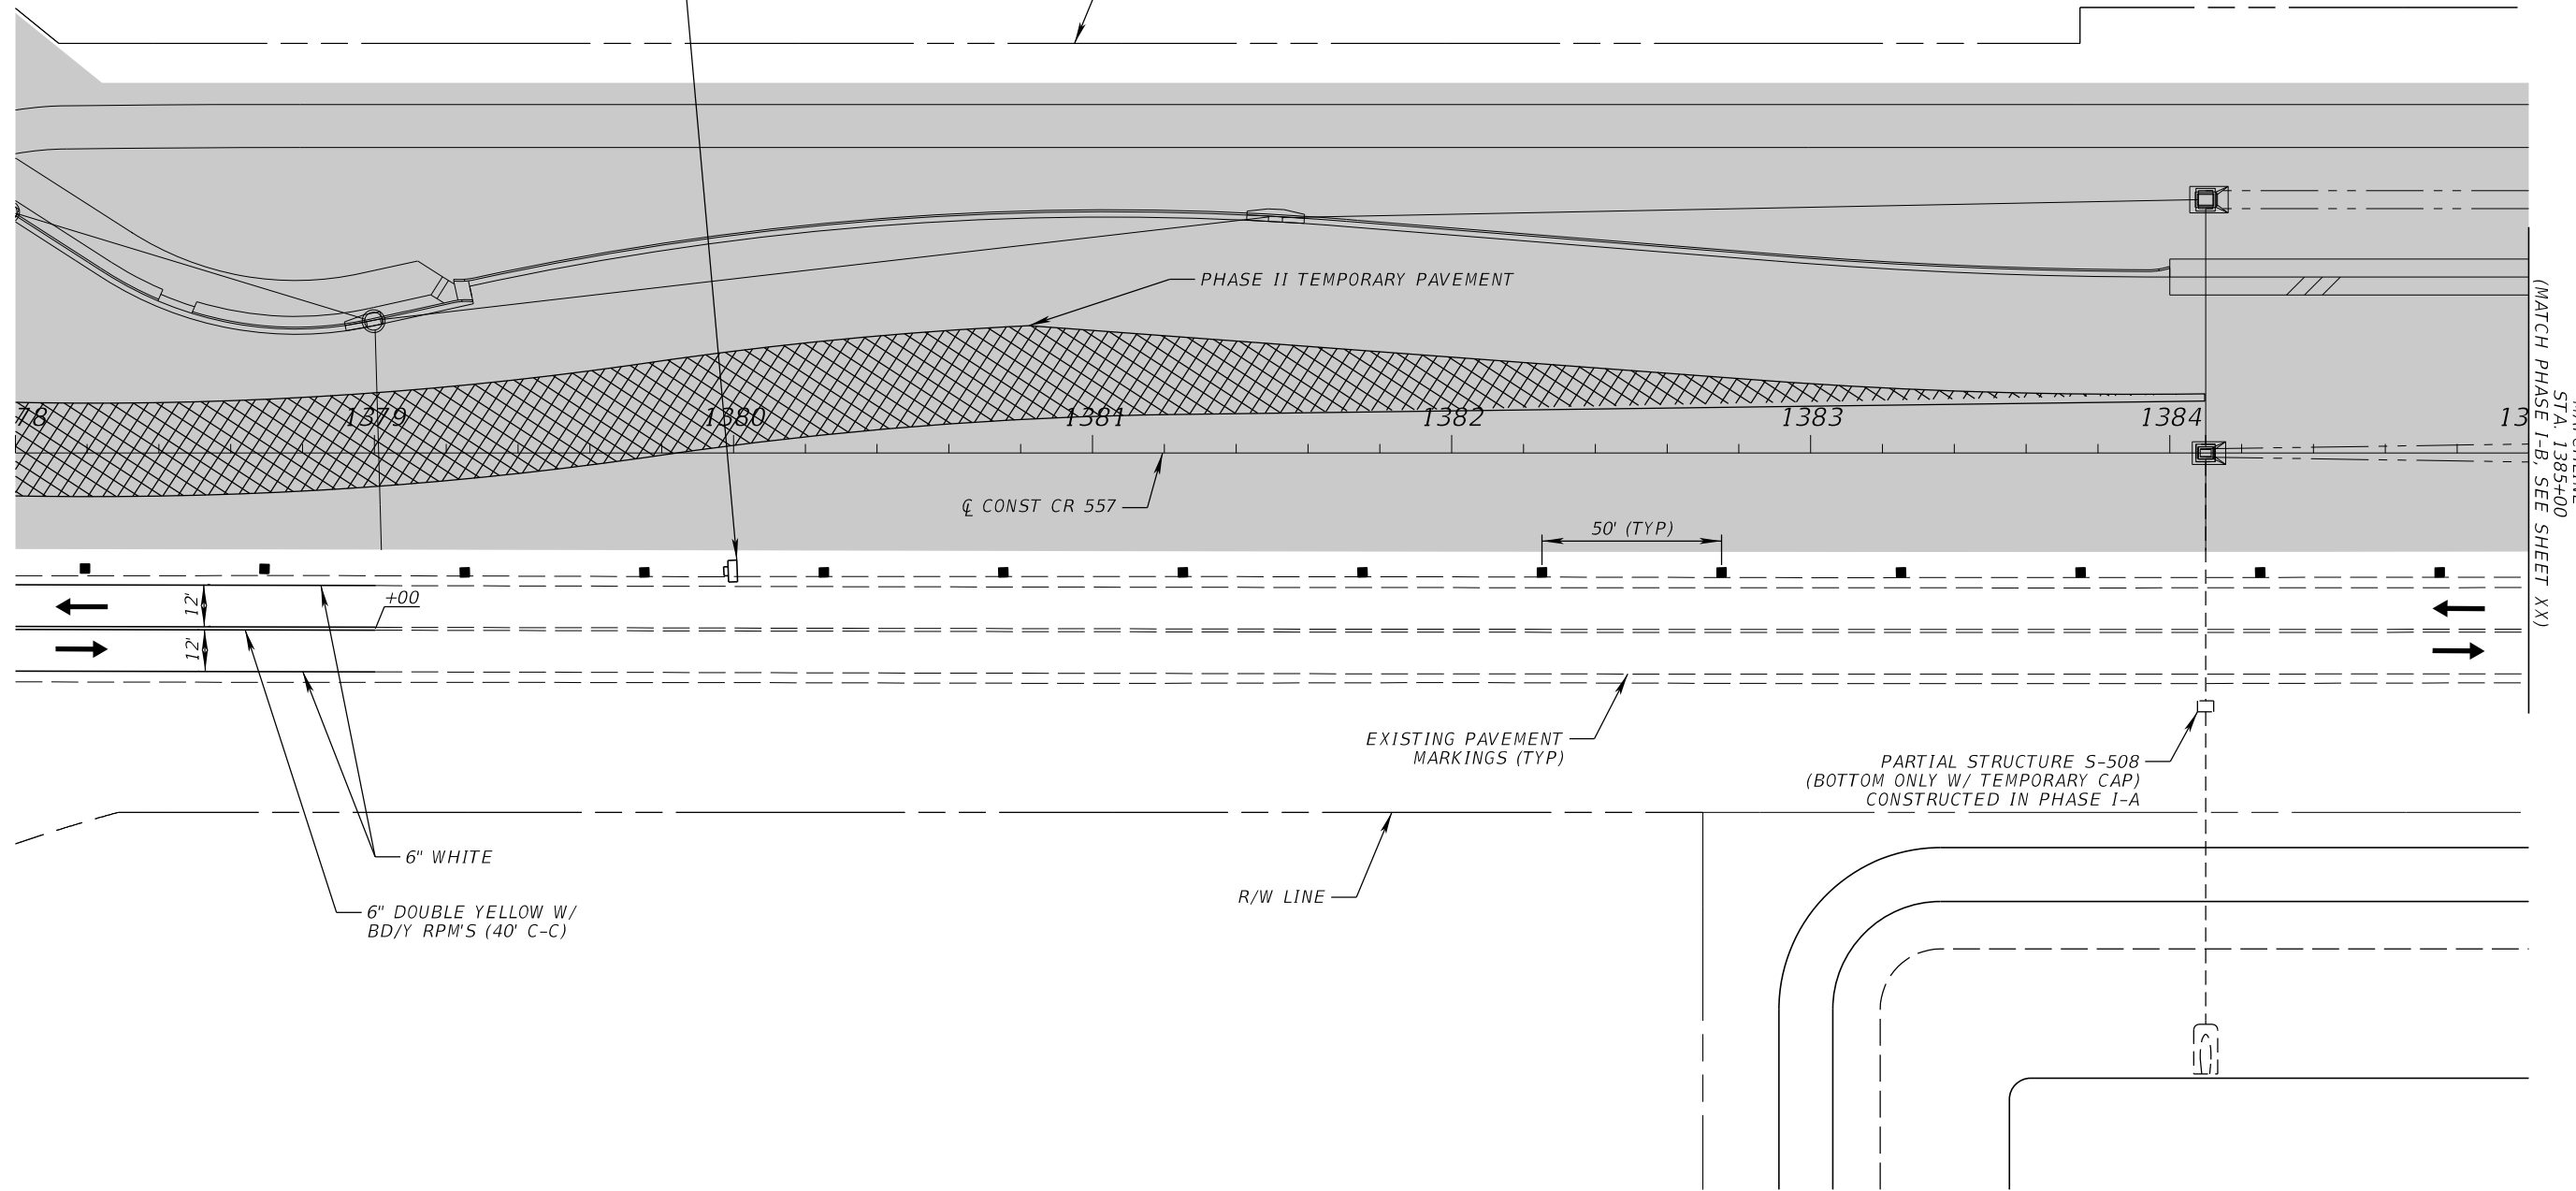 PHASE II TEMPORARY PAVEMENT
78
1379
1380
1381
1382
1383
1384
13
℄ CONST CR 557
50' (TYP)
12'
+00
12'
EXISTING PAVEMENT
MARKINGS (TYP)
PARTIAL STRUCTURE S-508
(BOTTOM ONLY W/ TEMPORARY CAP)
CONSTRUCTED IN PHASE I-A
6" WHITE
R/W LINE
6" DOUBLE YELLOW W/
BD/Y RPM'S (40' C-C)
STA. 1385+00
(MATCH PHASE I-B, SEE SHEET XX)